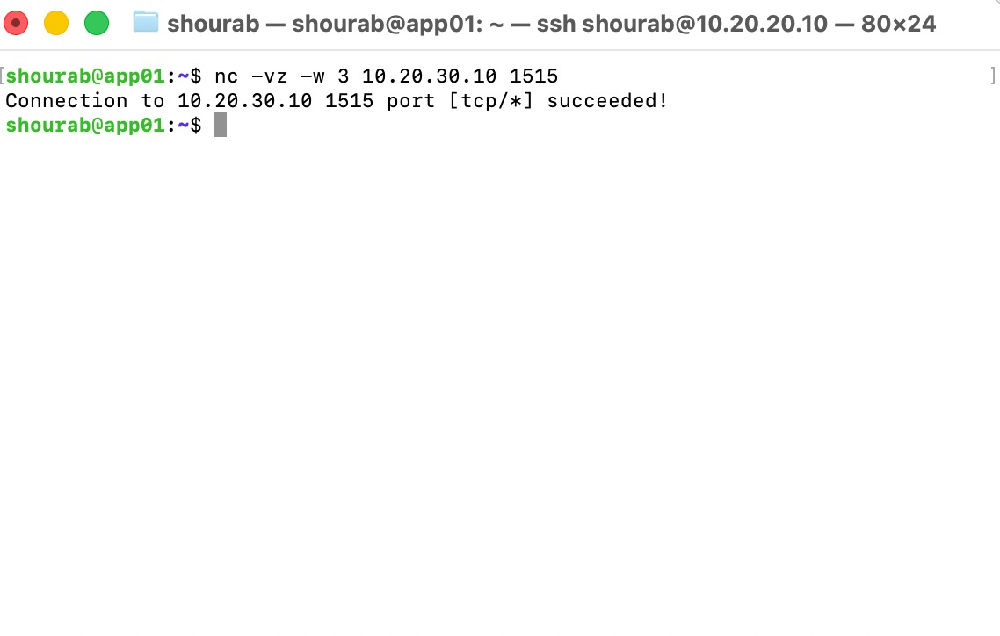 shourab — shourab@app01: ~ — ssh shourab@10.20.20.10 — 80×24
[shourab@app01:~$ nc -vz -w 3 10.20.30.10 1515 ]
Connection to 10.20.30.10 1515 port [tcp/*] succeeded!
shourab@app01:~$